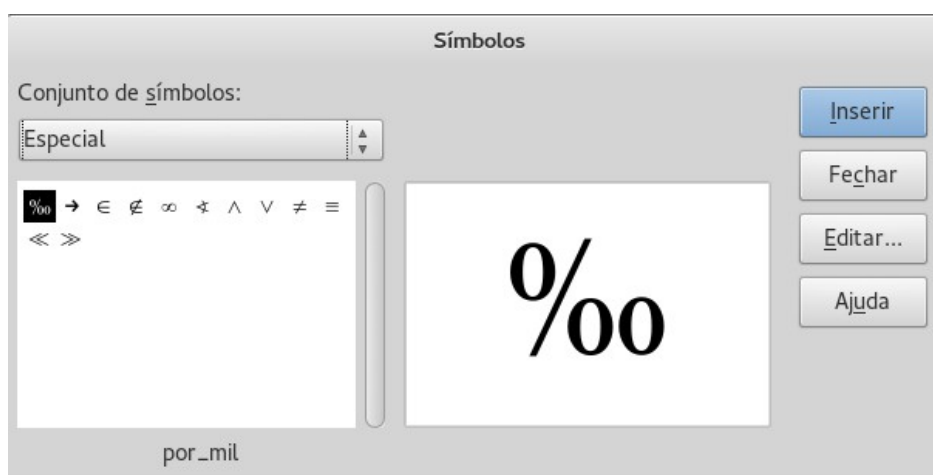 Símbolos
Conjunto de símbolos:
Especial
‰ → ∈ ∉ ∞ ∢ ∧ ∨ ≠ ≡
≪ ≫
‰
por_mil
Inserir
Fechar
Editar...
Ajuda